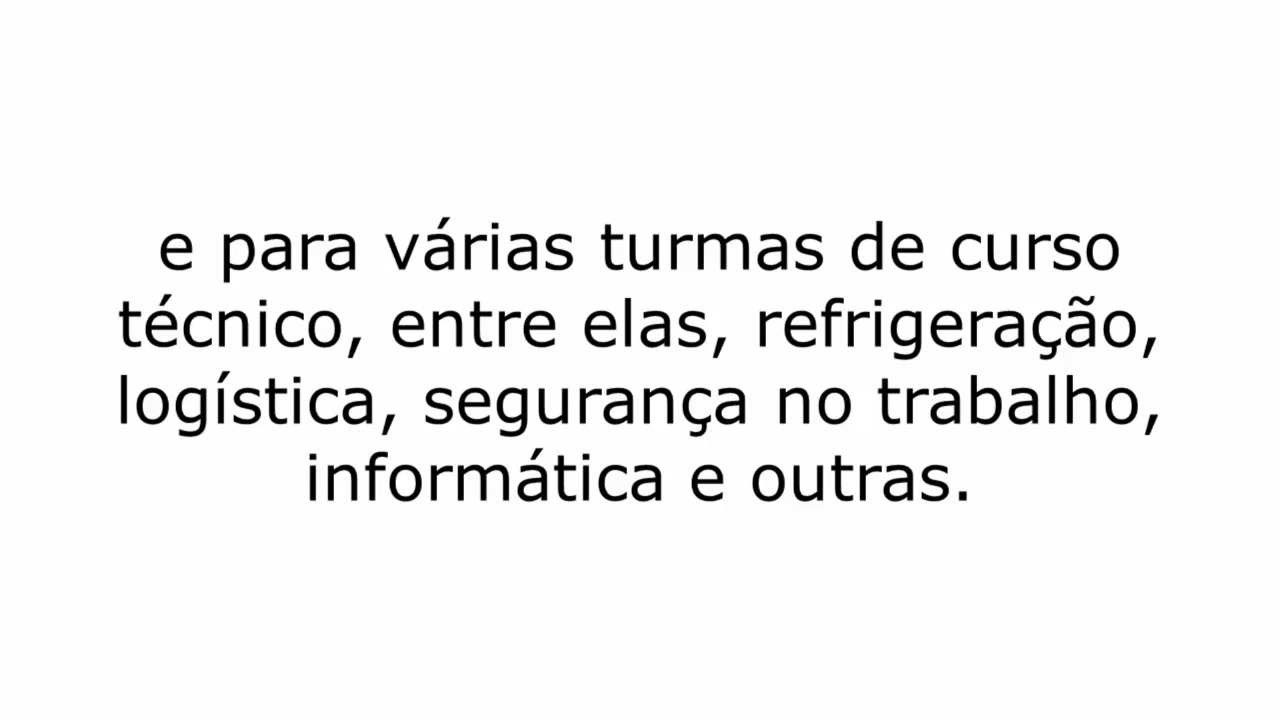 e para várias turmas de curso
técnico, entre elas, refrigeração,
logística, segurança no trabalho,
informática e outras.